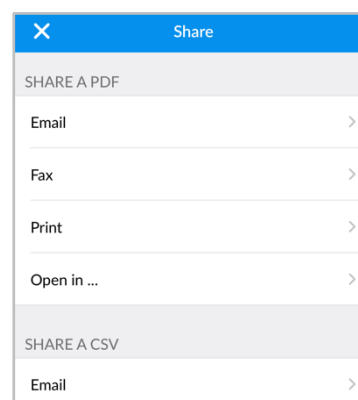 Share
SHARE A PDF
Email
Fax
Print
Open in ...
SHARE A CSV
Email